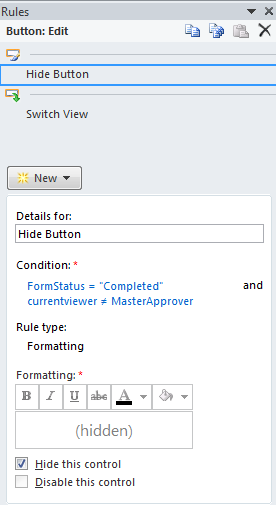 Rules
Button: Edit
Hide Button
Switch View
New
Details for:
Hide Button
Condition: *
FormStatus = "Completed" and
currentviewer ≠ MasterApprover
Rule type:
Formatting
Formatting: *
B I U abc A
(hidden)
Hide this control
Disable this control